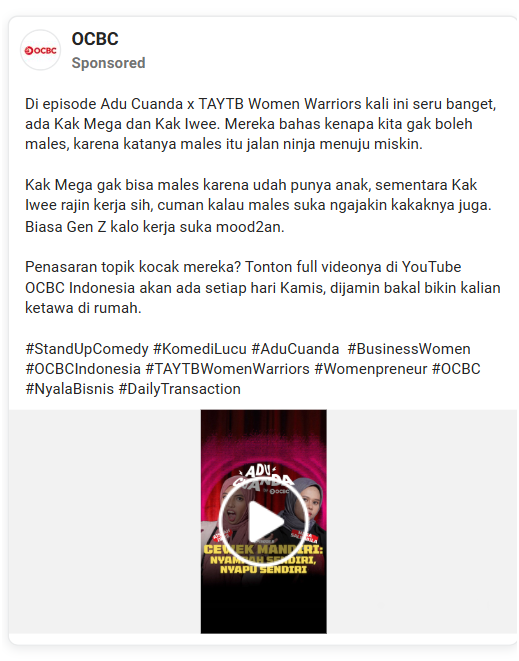 OCBC
OCBC
Sponsored
Di episode Adu Cuanda x TAYTB Women Warriors kali ini seru banget,
ada Kak Mega dan Kak Iwee. Mereka bahas kenapa kita gak boleh
males, karena katanya males itu jalan ninja menuju miskin.
Kak Mega gak bisa males karena udah punya anak, sementara Kak
Iwee rajin kerja sih, cuman kalau males suka ngajakin kakaknya juga.
Biasa Gen Z kalo kerja suka mood2an.
Penasaran topik kocak mereka? Tonton full videonya di YouTube
OCBC Indonesia akan ada setiap hari Kamis, dijamin bakal bikin kalian
ketawa di rumah.
#StandUpComedy #KomediLucu #AduCuanda #BusinessWomen
#OCBCIndonesia #TAYTBWomenWarriors #Womenpreneur #OCBC
#NyalaBisnis #DailyTransaction
ADU
CUANDA
OCBC
CEWEK MANDIRI:
SENDIRI,
NYAPU SENDIRI